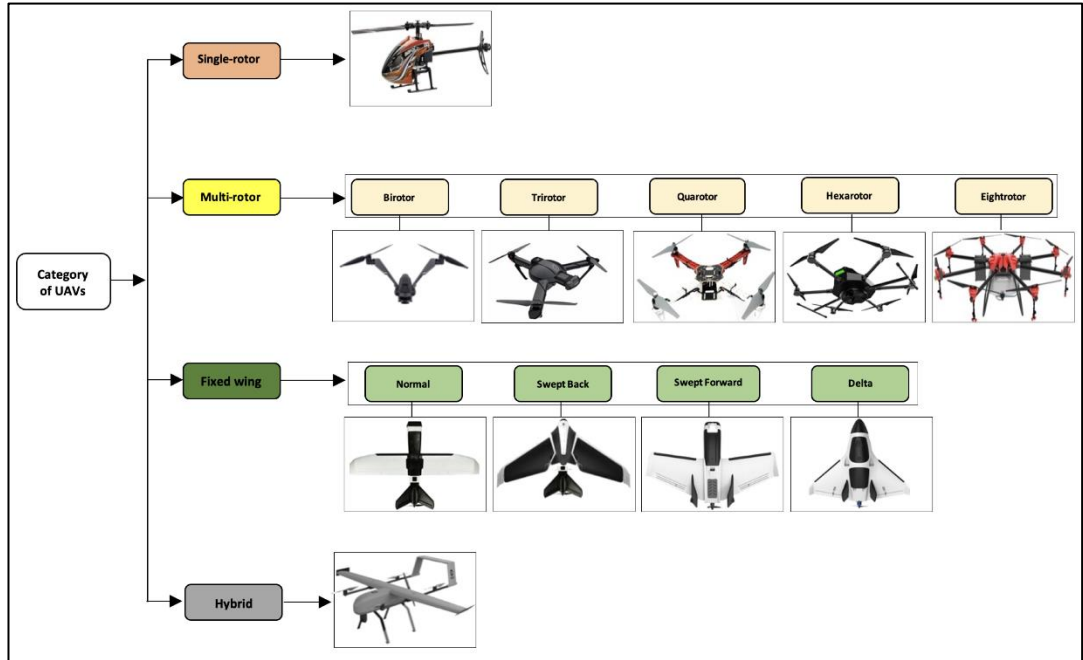 Single-rotor
Multi-rotor
Birotor
Trirotor
Quarotor
Hexarotor
Eightrotor
Category
of UAVs
Fixed wing
Normal
Swept Back
Swept Forward
Delta
Hybrid